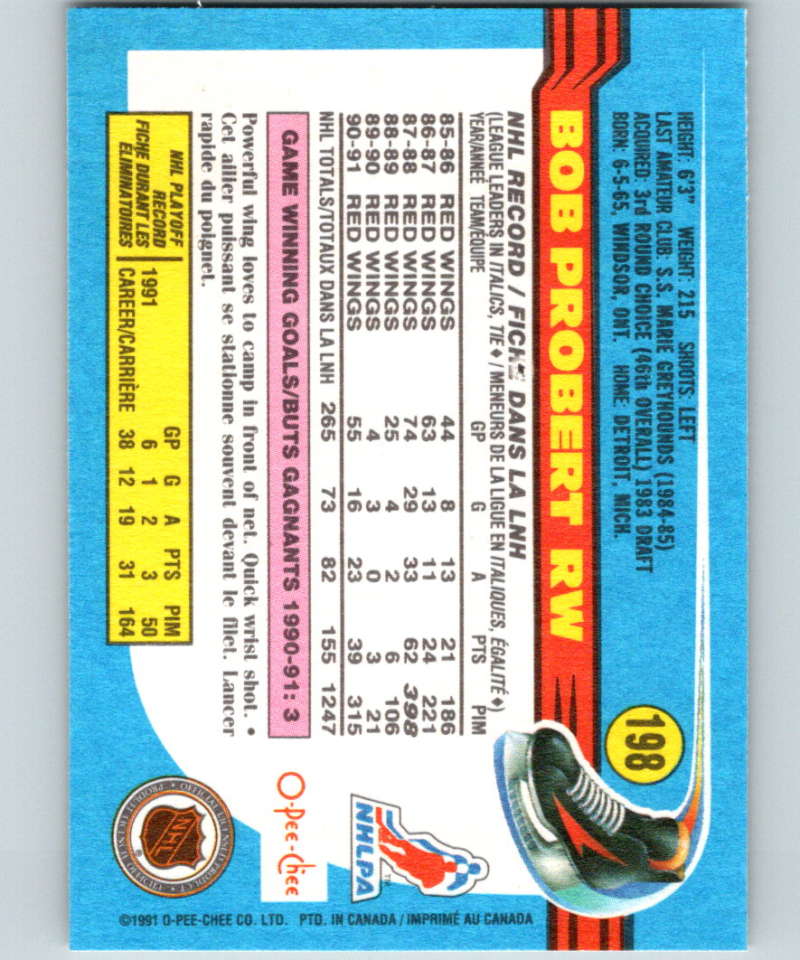 198
HEIGHT: 6'3" WEIGHT: 215 SHOOTS: LEFT
LAST AMATEUR CLUB: S.S. MARIE GREYHOUNDS (1984-85)
ACQUIRED: 3rd ROUND CHOICE (46th OVERALL) 1983 DRAFT
BORN: 6-5-65, WINDSOR, ONT. HOME: DETROIT, MICH.
BOB PROBERT RW
NHL RECORD / FICHE DANS LA LNH
(LEAGUE LEADERS IN ITALICS, TIE ♦ / MENEURS DE LA LIGUE EN ITALIQUES, ÉGALITÉ ♦)
YEAR/ANNÉE TEAM/ÉQUIPE GP G A PTS PIM
85-86 RED WINGS 44 8 13 21 186
86-87 RED WINGS 63 13 11 24 221
87-88 RED WINGS 74 29 33 62 398
88-89 RED WINGS 25 4 2 6 106
89-90 RED WINGS 4 3 0 3 21
90-91 RED WINGS 55 16 23 39 315
NHL TOTALS/TOTAUX DANS LA LNH 265 73 82 155 1247
GAME WINNING GOALS/BUTS GAGNANTS 1990-91: 3
Powerful wing loves to camp in front of net. Quick wrist shot. •
Cet ailier puissant se stationne souvent devant le filet. Lancer
rapide du poignet.
NHL PLAYOFF RECORD
FICHE DURANT LES ÉLIMINATOIRES
GP G A PTS PIM
1991 6 1 2 3 50
CAREER/CARRIÈRE 38 12 19 31 164
NHLPA
TM
O-Pee-Chee
NHL
®
©1991 O-PEE-CHEE CO. LTD. PTD. IN CANADA / IMPRIMÉ AU CANADA